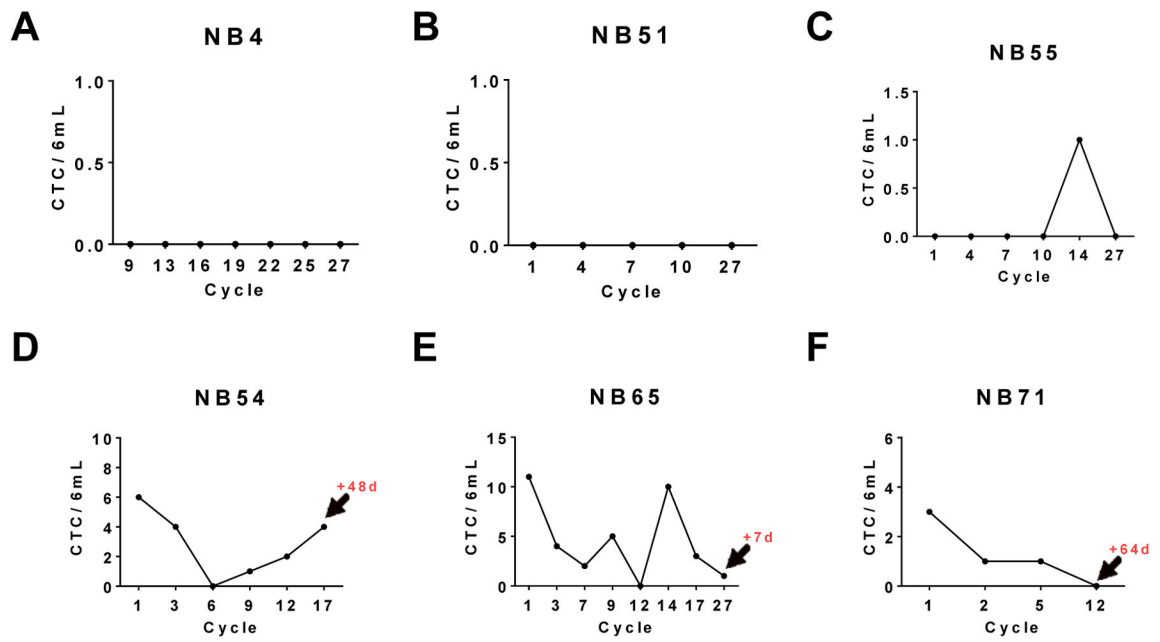 A
NB4
CTC/6mL
1.0
0.5
0.0
9 13 16 19 22 25 27
Cycle
B
NB51
CTC/6mL
1.0
0.5
0.0
1 4 7 10 27
Cycle
C
NB55
CTC/6mL
1.5
1.0
0.5
0.0
1 4 7 10 14 27
Cycle
D
NB54
CTC/6mL
10
8
6
4
2
0
+48d
1 3 6 9 12 17
Cycle
E
NB65
CTC/6mL
15
10
5
0
+7d
1 3 7 9 12 14 17 27
Cycle
F
NB71
CTC/6mL
6
4
2
0
+64d
1 2 5 12
Cycle